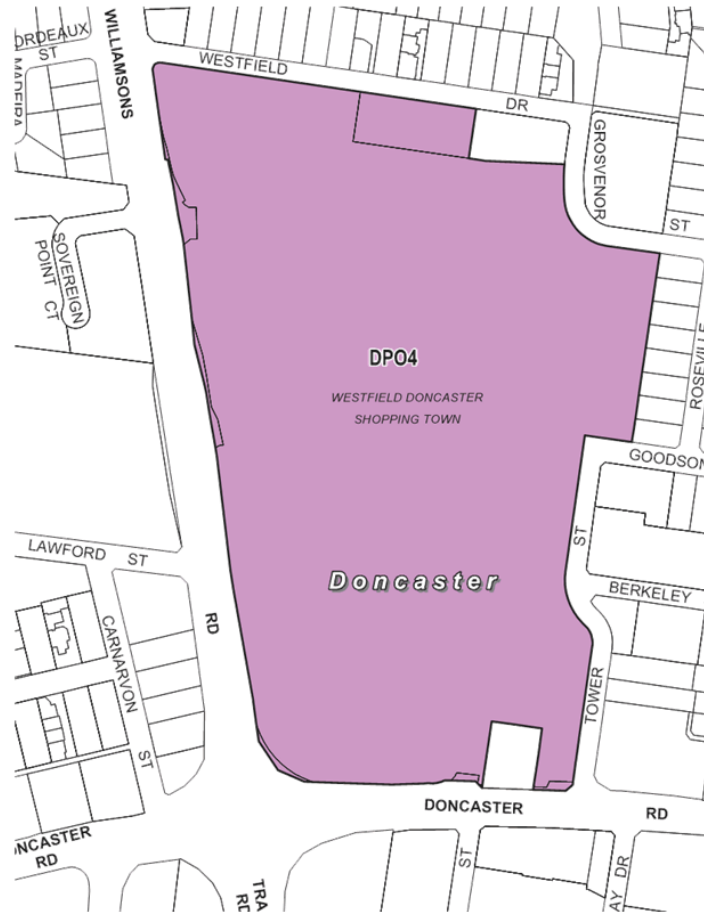 ORDEAUX
ST
MADEIRA
WILLIAMSONS
WESTFIELD
DR
GROSVENOR
ST
SOVEREIGN
POINT CT
ROSEVILLE
DPO4
WESTFIELD DONCASTER
SHOPPING TOWN
GOODSON
ST
LAWFORD ST
Doncaster
BERKELEY
CARNARVON
ST
RD
TOWER
DONCASTER
RD
ONCASTER
RD
TRA
RD
ST
AY DR